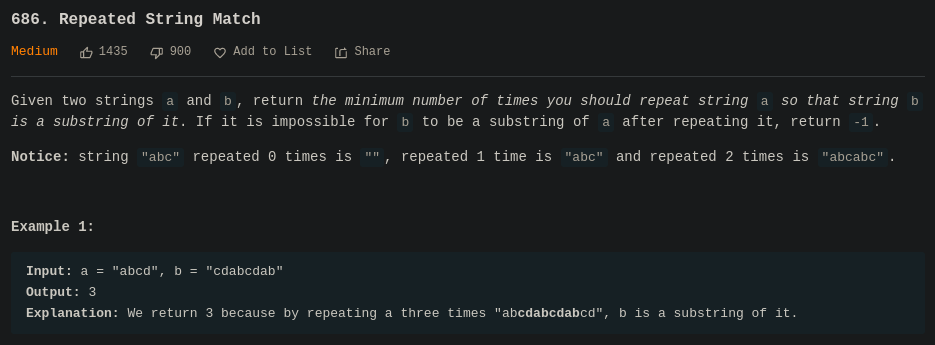 686. Repeated String Match
Medium 1435 900 Add to List Share
Given two strings a and b, return the minimum number of times you should repeat string a so that string b
is a substring of it. If it is impossible for b to be a substring of a after repeating it, return -1.
Notice: string "abc" repeated 0 times is "", repeated 1 time is "abc" and repeated 2 times is "abcabc".
Example 1:
Input: a = "abcd", b = "cdabcdab"
Output: 3
Explanation: We return 3 because by repeating a three times "abcdabcdabcd", b is a substring of it.